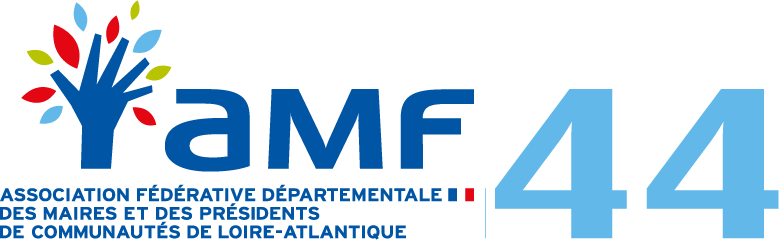 aMF 44
ASSOCIATION FÉDÉRATIVE DÉPARTEMENTALE
DES MAIRES ET DES PRÉSIDENTS
DE COMMUNAUTÉS DE LOIRE-ATLANTIQUE